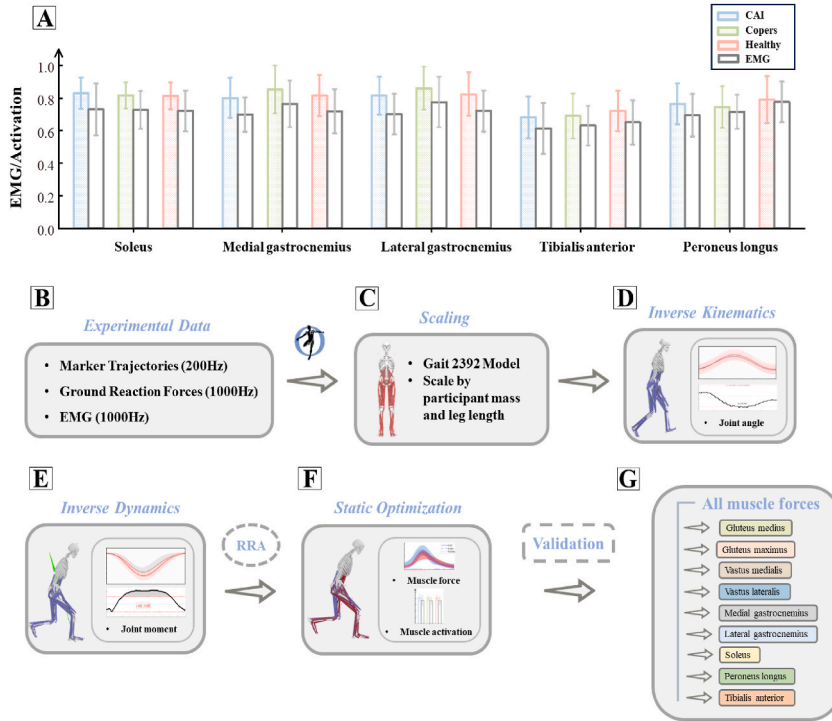 A
CAI
Copers
Healthy
EMG
EMG/Activation
1.0
0.8
0.6
0.4
0.2
0.0
Soleus
Medial gastrocnemius
Lateral gastrocnemius
Tibialis anterior
Peroneus longus
B
Experimental Data
• Marker Trajectories (200Hz)
• Ground Reaction Forces (1000Hz)
• EMG (1000Hz)
C
Scaling
• Gait 2392 Model
• Scale by
participant mass
and leg length
D
Inverse Kinematics
• Joint angle
E
Inverse Dynamics
• Joint moment
RRA
F
Static Optimization
• Muscle force
• Muscle activation
Validation
G
All muscle forces
Gluteus medius
Gluteus maximus
Vastus medialis
Vastus lateralis
Medial gastrocnemius
Lateral gastrocnemius
Soleus
Peroneus longus
Tibialis anterior